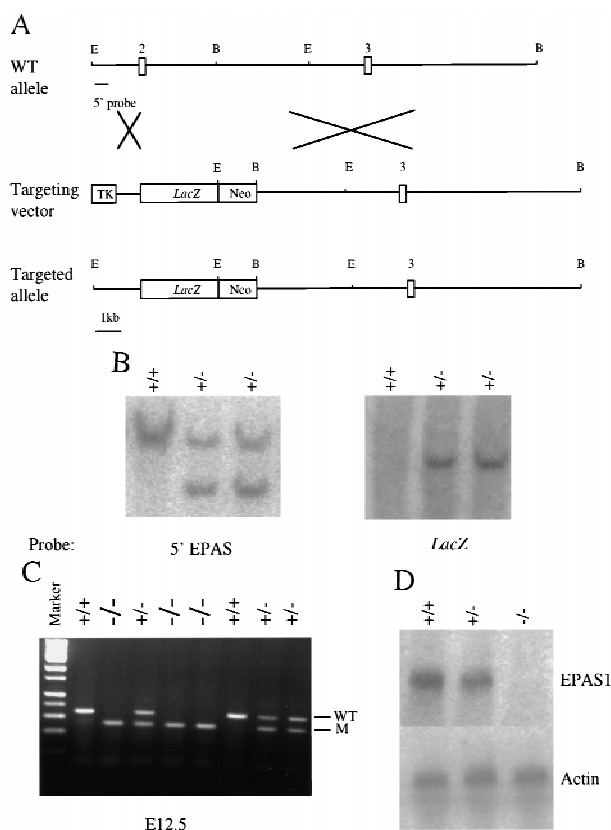 A
E 2 B E 3 B
WT
allele
5' probe
E B E 3 B
Targeting
vector
TK LacZ Neo
E E B E 3 B
Targeted
allele
LacZ Neo
1kb
B
+/+ +/- +/- +/+ +/- +/-
Probe: 5' EPAS LacZ
C
D
Marker +/+ -/- +/- -/- -/- +/+ +/- +/-
+/+ +/- -/-
EPAS1
WT
M
Actin
E12.5